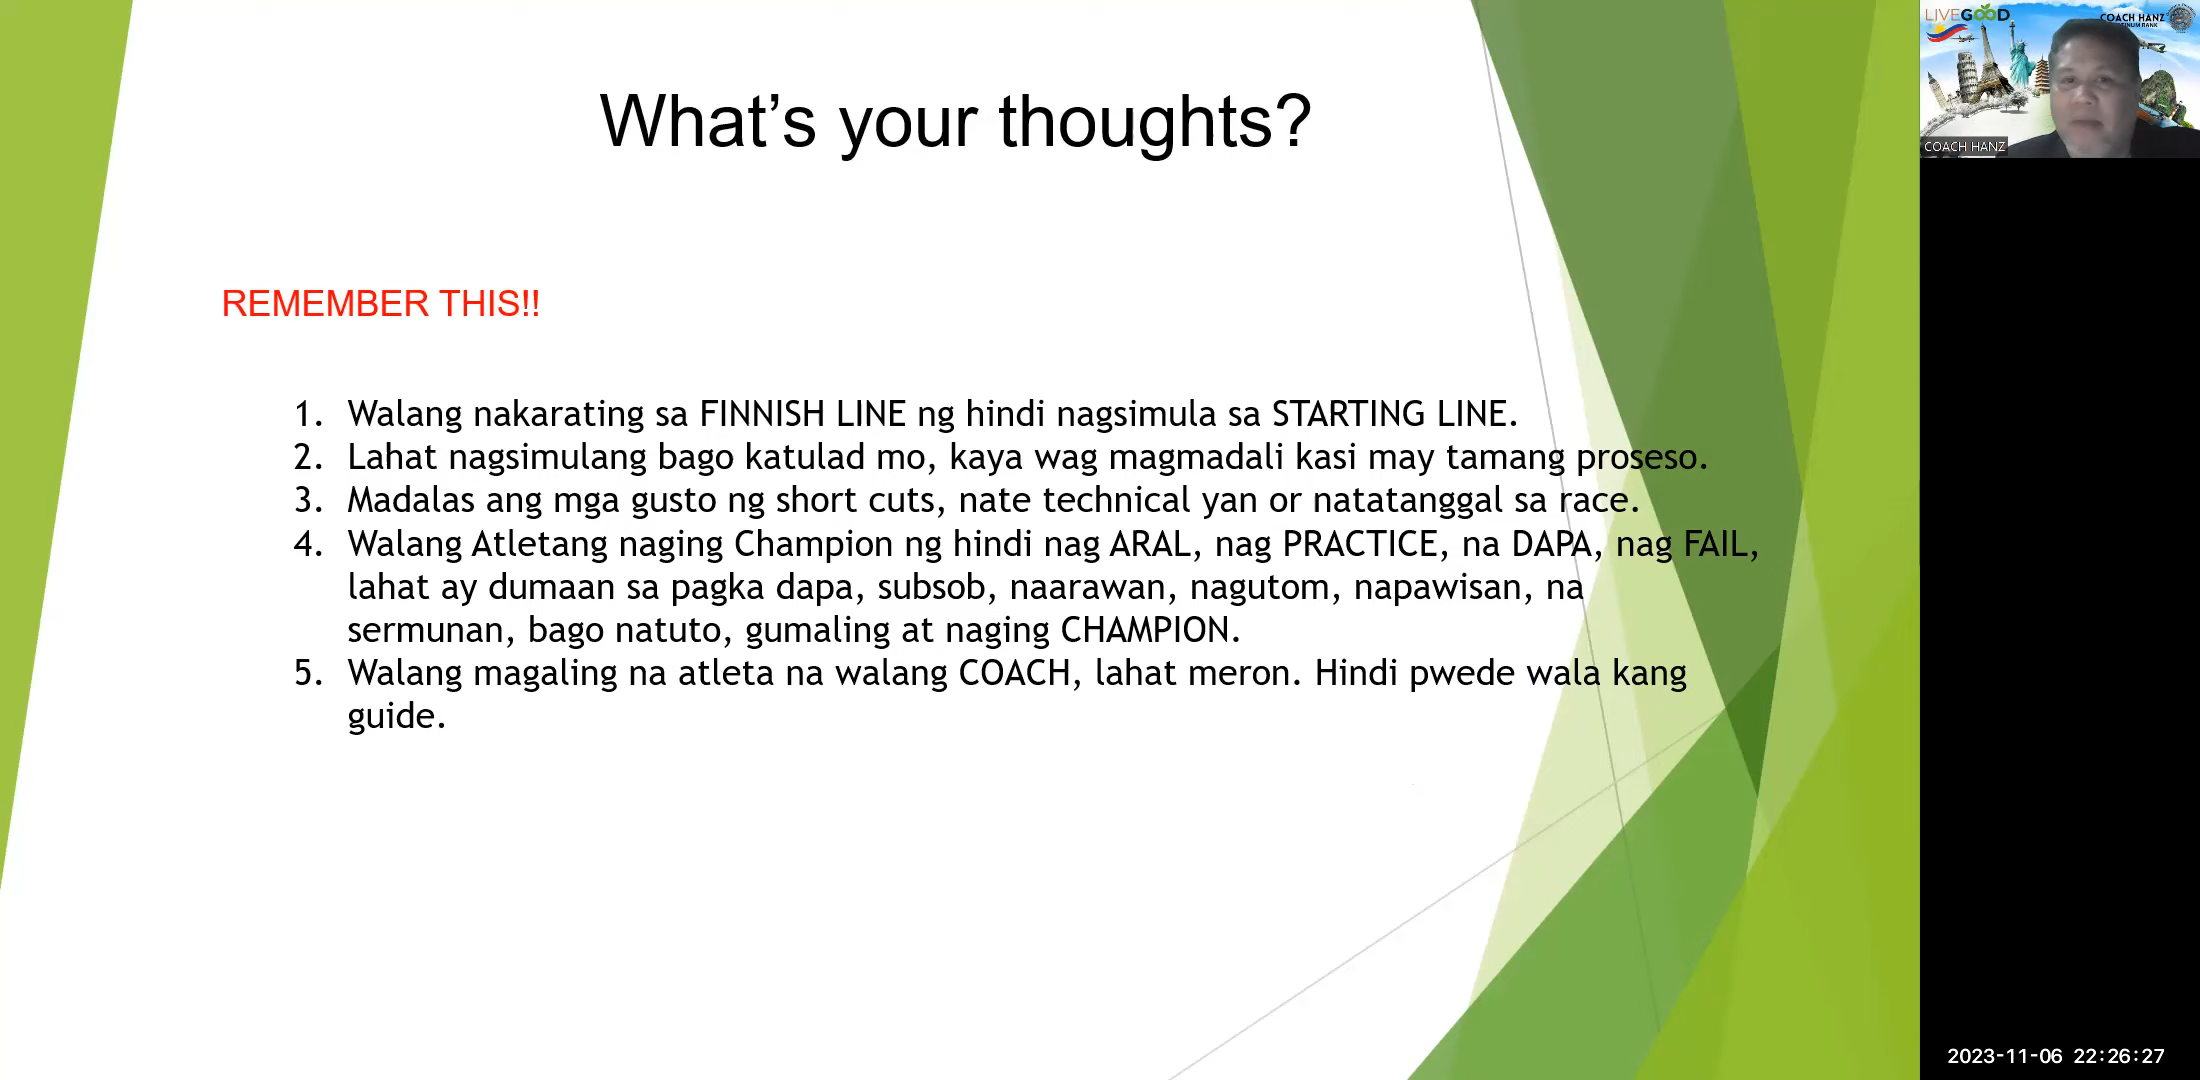 What's your thoughts?
REMEMBER THIS!!
1. Walang nakarating sa FINNISH LINE ng hindi nagsimula sa STARTING LINE.
2. Lahat nagsimulang bago katulad mo, kaya wag magmadali kasi may tamang proseso.
3. Madalas ang mga gusto ng short cuts, nate technical yan or natatanggal sa race.
4. Walang Atletang naging Champion ng hindi nag ARAL, nag PRACTICE, na DAPA, nag FAIL,
lahat ay dumaan sa pagka dapa, subsob, naarawan, nagutom, napawisan, na
sermunan, bago natuto, gumaling at naging CHAMPION.
5. Walang magaling na atleta na walang COACH, lahat meron. Hindi pwede wala kang
guide.
LIVEGOOD
COACH HANZ
COACH HANZ
2023-11-06 22:26:27